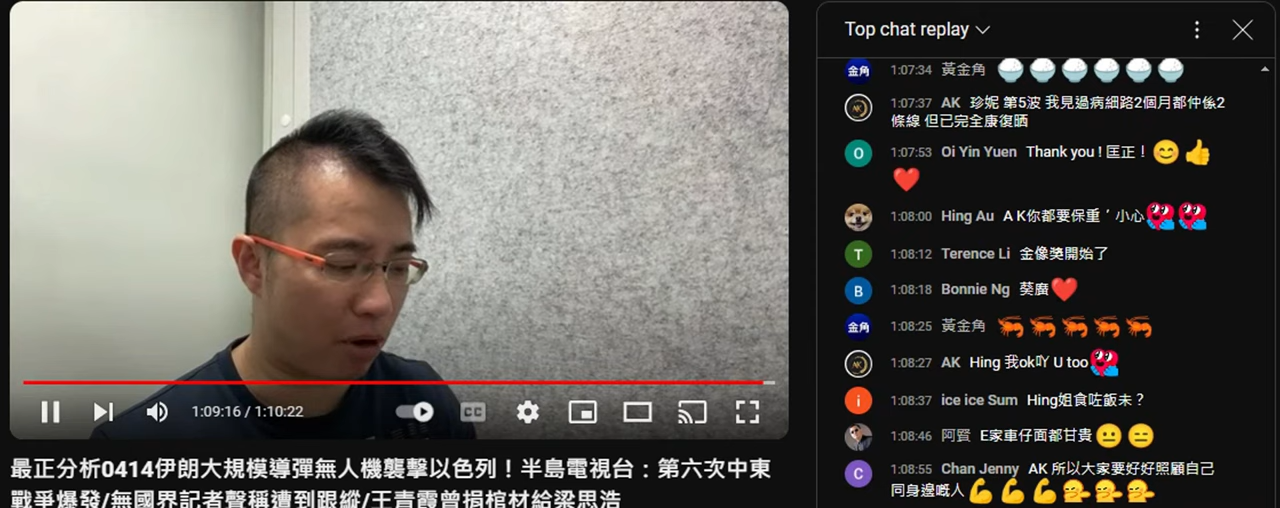 1:09:16 / 1:10:22
CC
最正分析0414伊朗大規模導彈無人機襲擊以色列！半島電視台：第六次中東
戰爭爆發/無國界記者聲稱遭到跟縱/王青霞曾捐棺材給梁思浩
Top chat replay
金角 1:07:34 黃金角 🍚🍚🍚🍚🍚🍚
AK 1:07:37 AK 珍妮 第5波 我見過病細路2個月都仲係2
條線 但已完全康復晒
O 1:07:53 Oi Yin Yuen Thank you ! 匡正！😊👍
❤️
1:08:00 Hing Au A K你都要保重＇小心
T 1:08:12 Terence Li 金像獎開始了
B 1:08:18 Bonnie Ng 葵廣❤️
金角 1:08:25 黃金角 🦐🦐🦐🦐🦐
AK 1:08:27 AK Hing 我ok吖 U too
i 1:08:37 ice ice Sum Hing姐食咗飯未？
1:08:46 阿賢 E家車仔面都甘貴😐😑
C 1:08:55 Chan Jenny AK 所以大家要好好照顧自己
同身邊嘅人💪💪💪